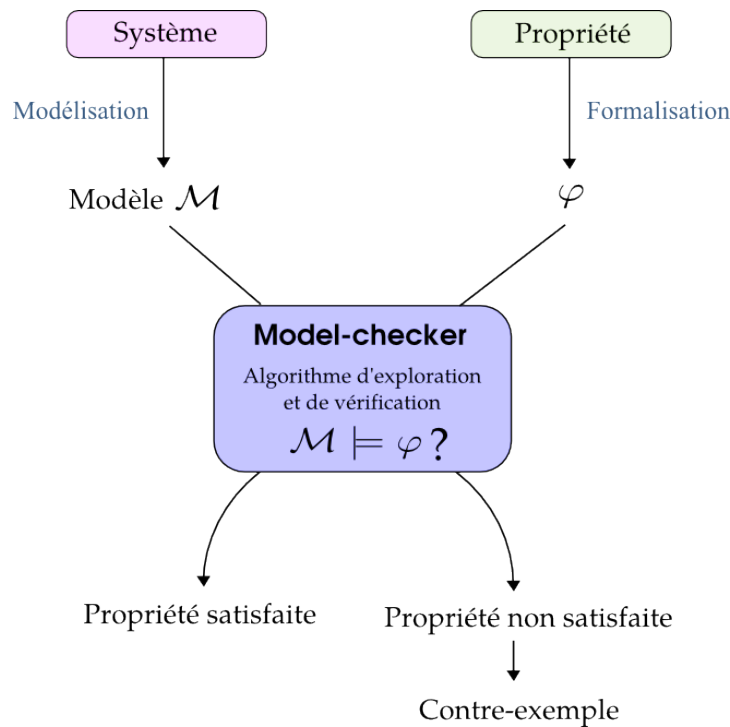 Système
Propriété
Modélisation
Formalisation
Modèle ℳ
φ
Model-checker
Algorithme d'exploration
et de vérification
ℳ ⊨ φ ?
Propriété satisfaite
Propriété non satisfaite
Contre-exemple